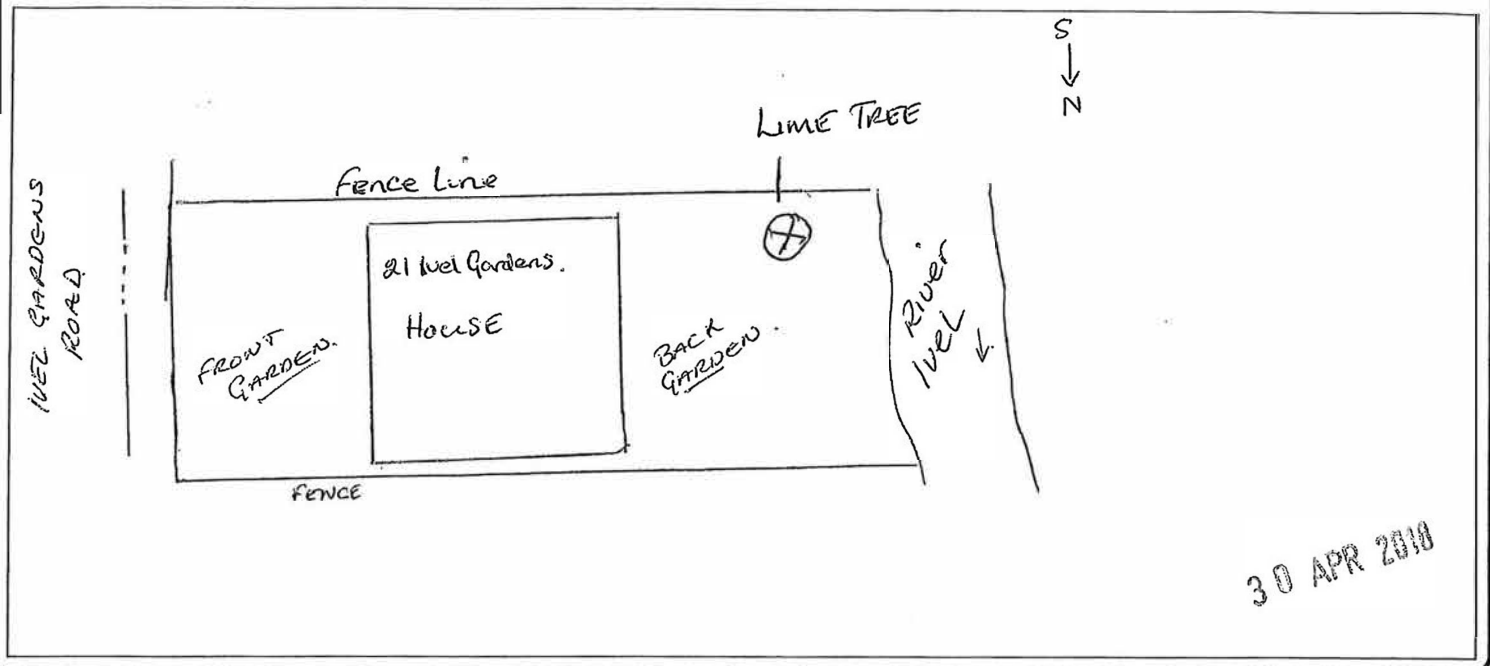 S
N
LIME TREE
Fence Line
IVEL GARDENS
ROAD
21 Ivel Gardens.
HOUSE
FRONT
GARDEN.
BACK
GARDEN.
River
Ivel
FENCE
30 APR